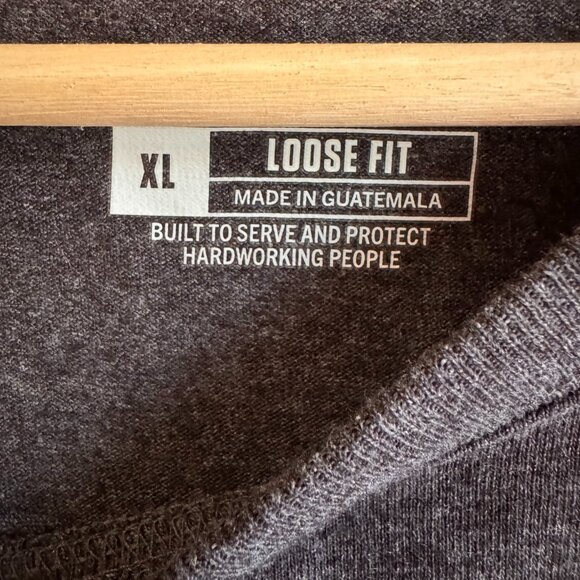 XL
LOOSE FIT
MADE IN GUATEMALA
BUILT TO SERVE AND PROTECT
HARDWORKING PEOPLE